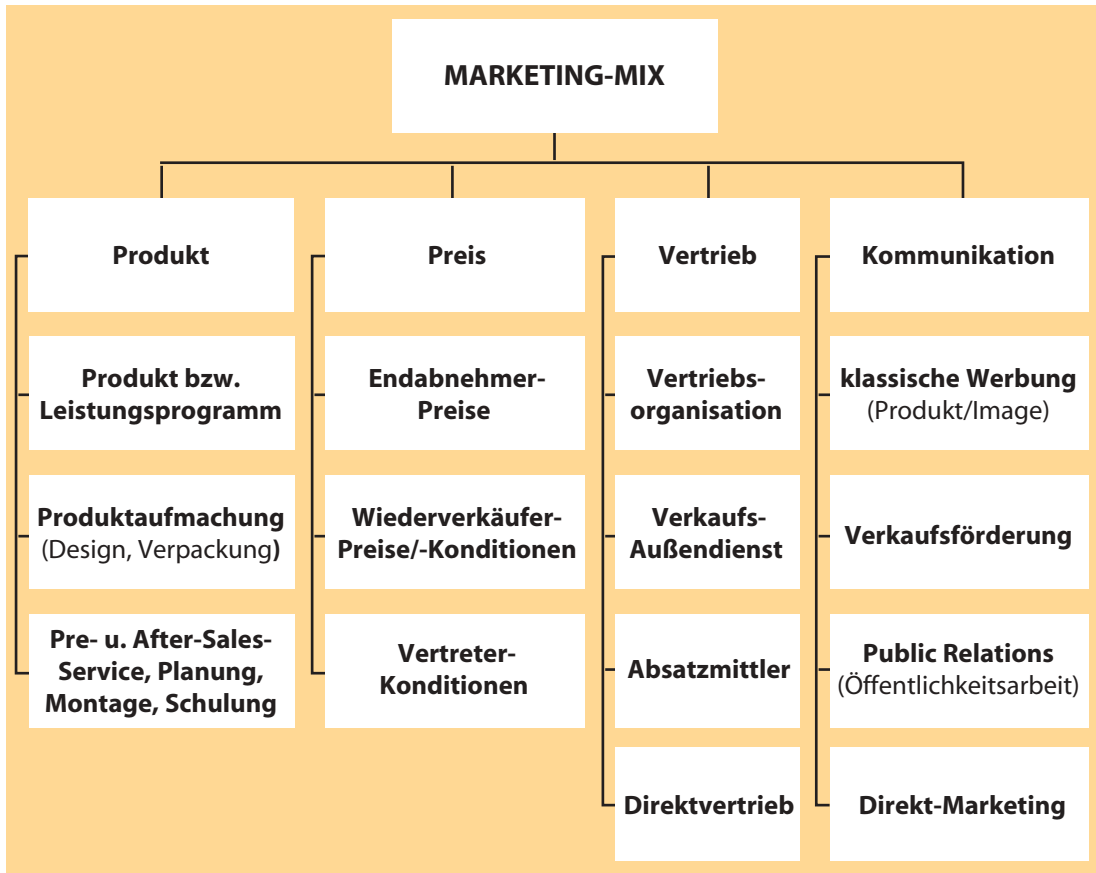 MARKETING-MIX
Produkt
Preis
Vertrieb
Kommunikation
Produkt bzw.
Leistungsprogramm
Endabnehmer-
Preise
Vertriebs-
organisation
klassische Werbung
(Produkt/Image)
Produktaufmachung
(Design, Verpackung)
Wiederverkäufer-
Preise/-Konditionen
Verkaufs-
Außendienst
Verkaufsförderung
Pre- u. After-Sales-
Service, Planung,
Montage, Schulung
Vertreter-
Konditionen
Absatzmittler
Public Relations
(Öffentlichkeitsarbeit)
Direktvertrieb
Direkt-Marketing